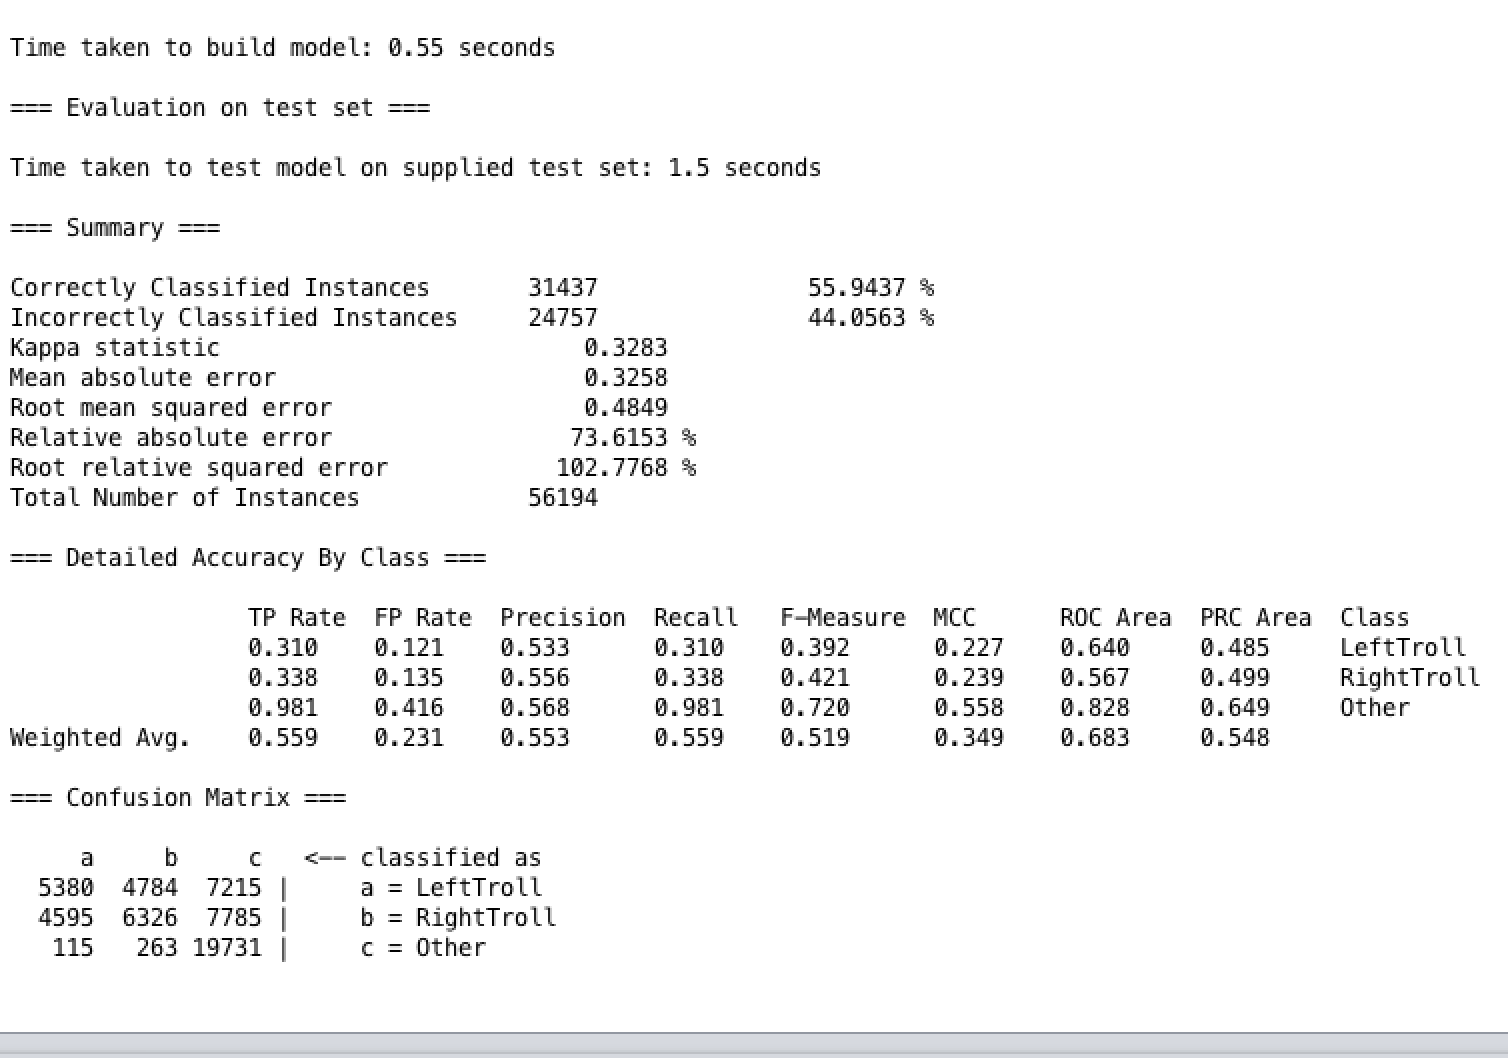 Time taken to build model: 0.55 seconds
=== Evaluation on test set ===
Time taken to test model on supplied test set: 1.5 seconds
=== Summary ===
Correctly Classified Instances 31437 55.9437 %
Incorrectly Classified Instances 24757 44.0563 %
Kappa statistic 0.3283
Mean absolute error 0.3258
Root mean squared error 0.4849
Relative absolute error 73.6153 %
Root relative squared error 102.7768 %
Total Number of Instances 56194
=== Detailed Accuracy By Class ===
TP Rate FP Rate Precision Recall F-Measure MCC ROC Area PRC Area Class
0.310 0.121 0.533 0.310 0.392 0.227 0.640 0.485 LeftTroll
0.338 0.135 0.556 0.338 0.421 0.239 0.567 0.499 RightTroll
0.981 0.416 0.568 0.981 0.720 0.558 0.828 0.649 Other
Weighted Avg. 0.559 0.231 0.553 0.559 0.519 0.349 0.683 0.548
=== Confusion Matrix ===
a b c <-- classified as
5380 4784 7215 | a = LeftTroll
4595 6326 7785 | b = RightTroll
115 263 19731 | c = Other